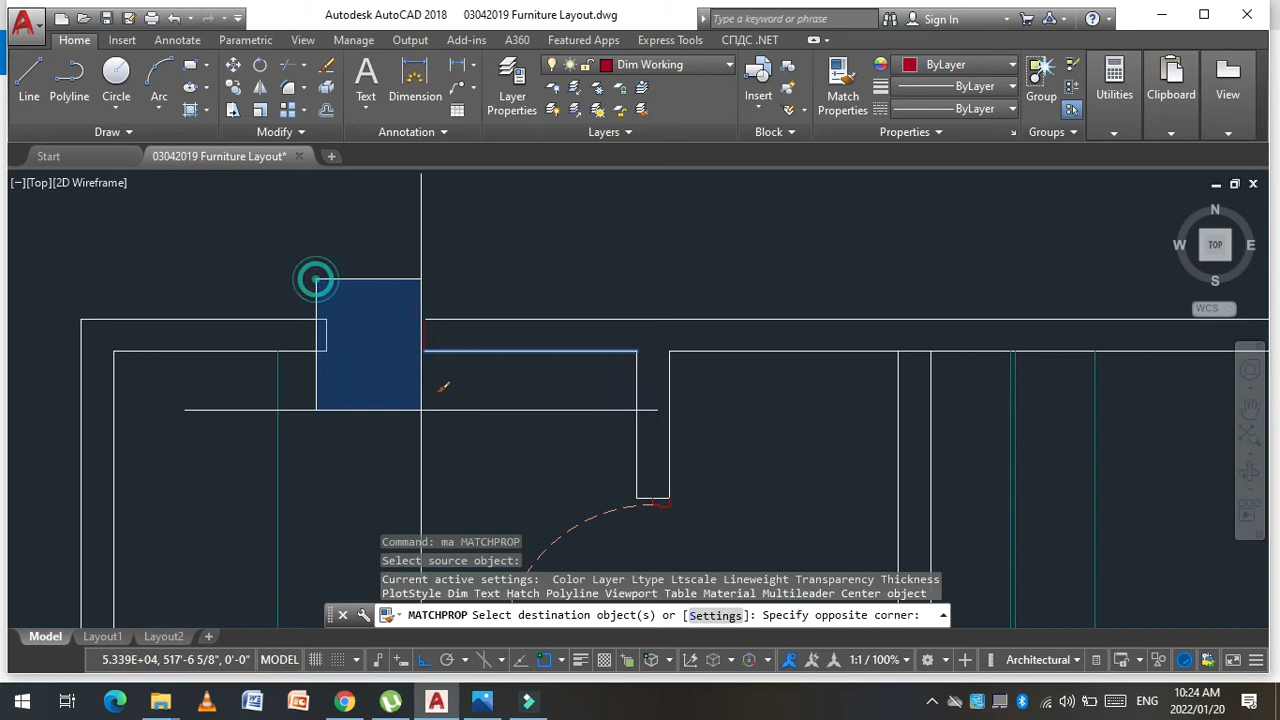 Autodesk AutoCAD 2018 03042019 Furniture Layout.dwg
Type a keyword or phrase
Sign In
Home Insert Annotate Parametric View Manage Output Add-ins A360 Featured Apps Express Tools СПДС .NET
Line Polyline Circle Arc
Draw
Modify
Text Dimension
Annotation
Layer Properties
Dim Working
Layers
Insert
Block
Match Properties
ByLayer
ByLayer
ByLayer
Properties
Group
Groups
Utilities
Clipboard
View
Start 03042019 Furniture Layout*
[−][Top][2D Wireframe]
N
W TOP E
S
WCS
Command: ma MATCHPROP
Select source object:
Current active settings: Color Layer Ltype Ltscale Lineweight Transparency Thickness
PlotStyle Dim Text Hatch Polyline Viewport Table Material Multileader Center object
MATCHPROP Select destination object(s) or [Settings]: Specify opposite corner:
Model Layout1 Layout2
5.339E+04, 517'-6 5/8", 0'-0" MODEL 1:1 / 100% Architectural
ENG
10:24 AM
2022/01/20